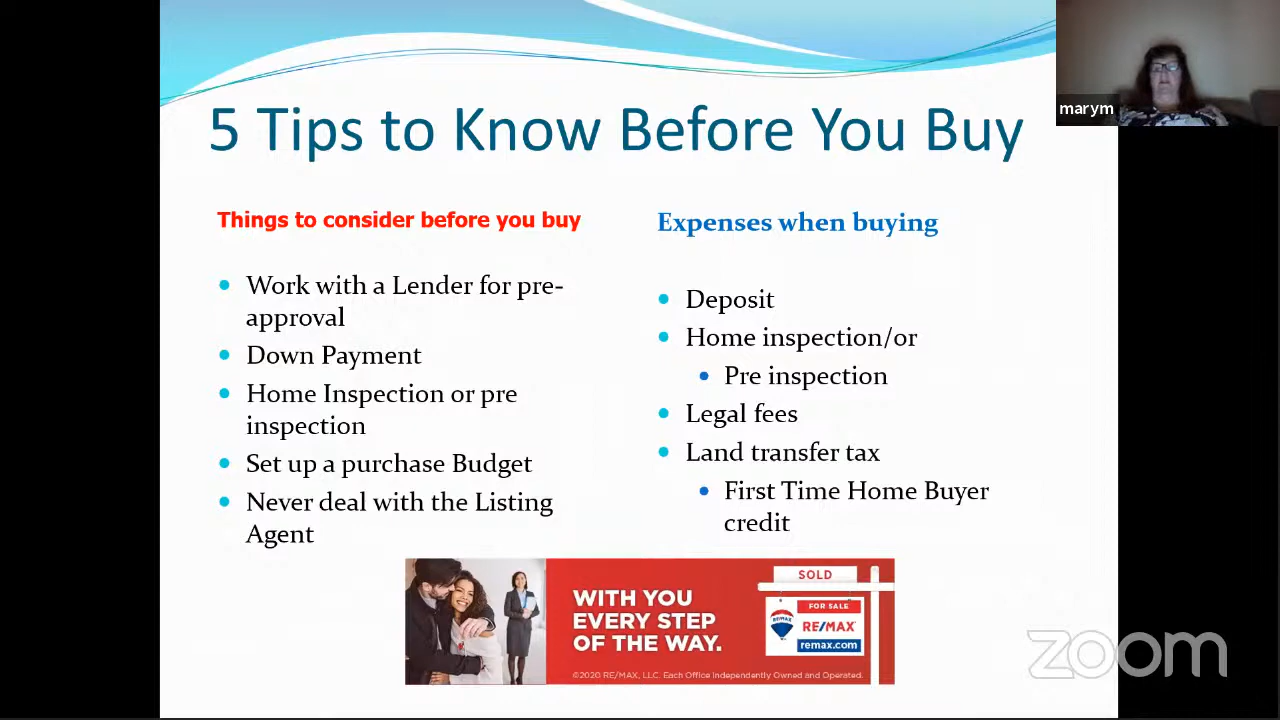 marym
5 Tips to Know Before You Buy
Things to consider before you buy
Work with a Lender for pre-
approval
Down Payment
Home Inspection or pre
inspection
Set up a purchase Budget
Never deal with the Listing
Agent
Expenses when buying
Deposit
Home inspection/or
Pre inspection
Legal fees
Land transfer tax
First Time Home Buyer
credit
WITH YOU
EVERY STEP
OF THE WAY.
SOLD
FOR SALE
RE/MAX
RE/MAX
remax.com
©2020 RE/MAX, LLC. Each Office Independently Owned and Operated.
zoom